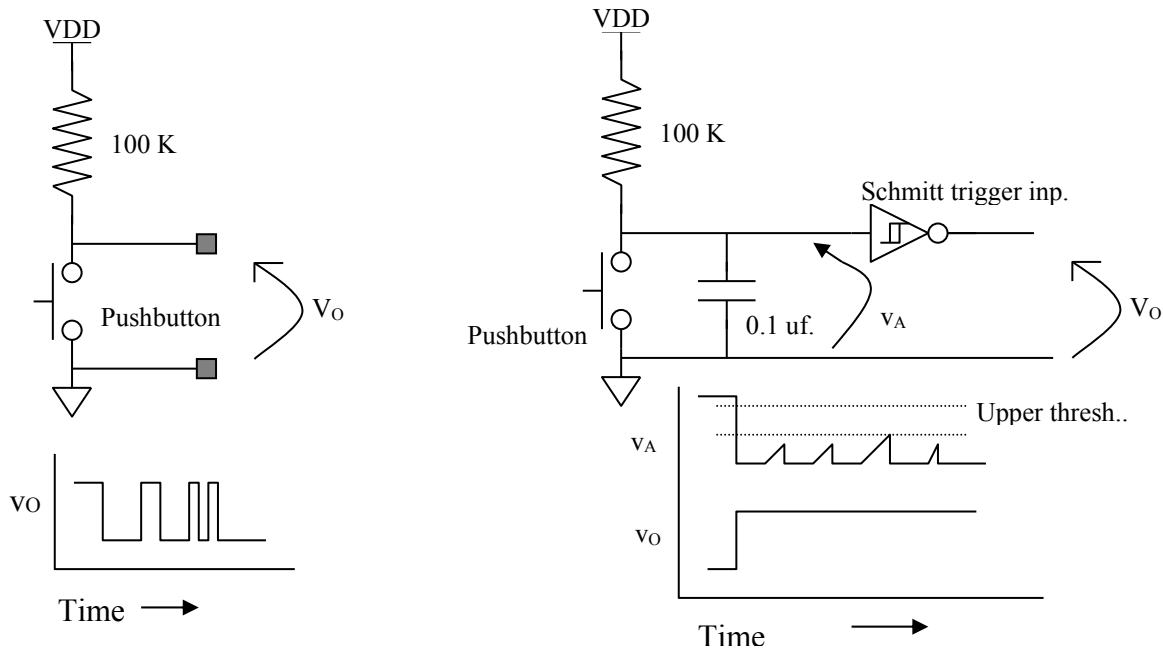 VDD
100 K
Pushbutton
VO
vO
Time
VDD
100 K
Schmitt trigger inp.
Pushbutton
0.1 uf.
vA
VO
Upper thresh..
vA
vO
Time